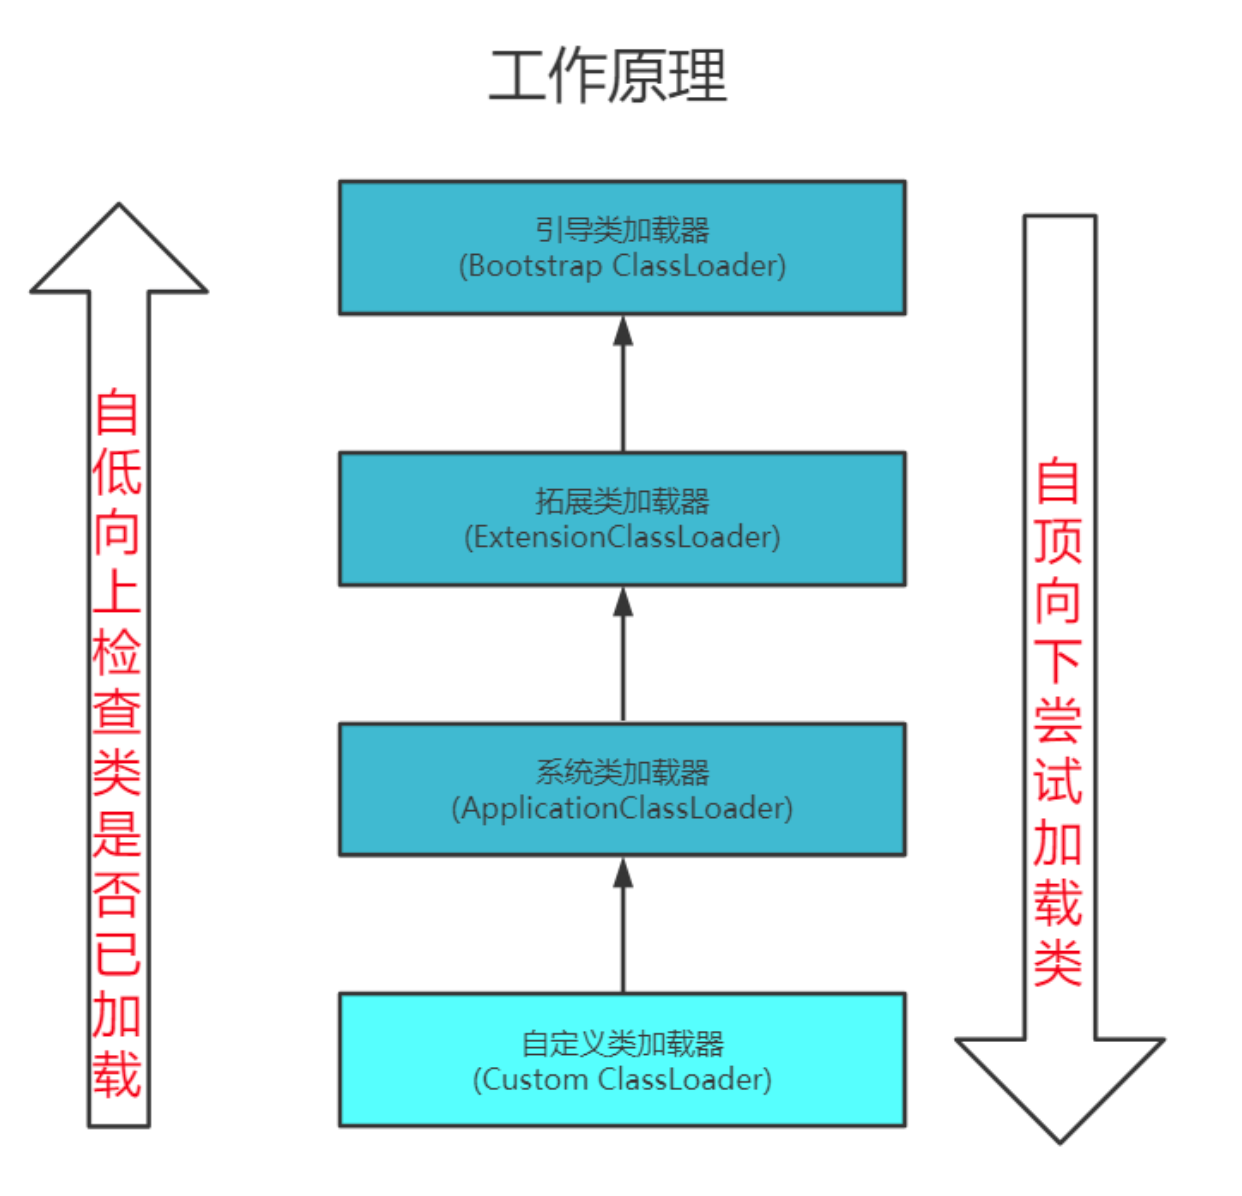 工作原理
引导类加载器
(Bootstrap ClassLoader)
拓展类加载器
(ExtensionClassLoader)
系统类加载器
(ApplicationClassLoader)
自定义类加载器
(Custom ClassLoader)
自低向上检查类是否已加载
自顶向下尝试加载类